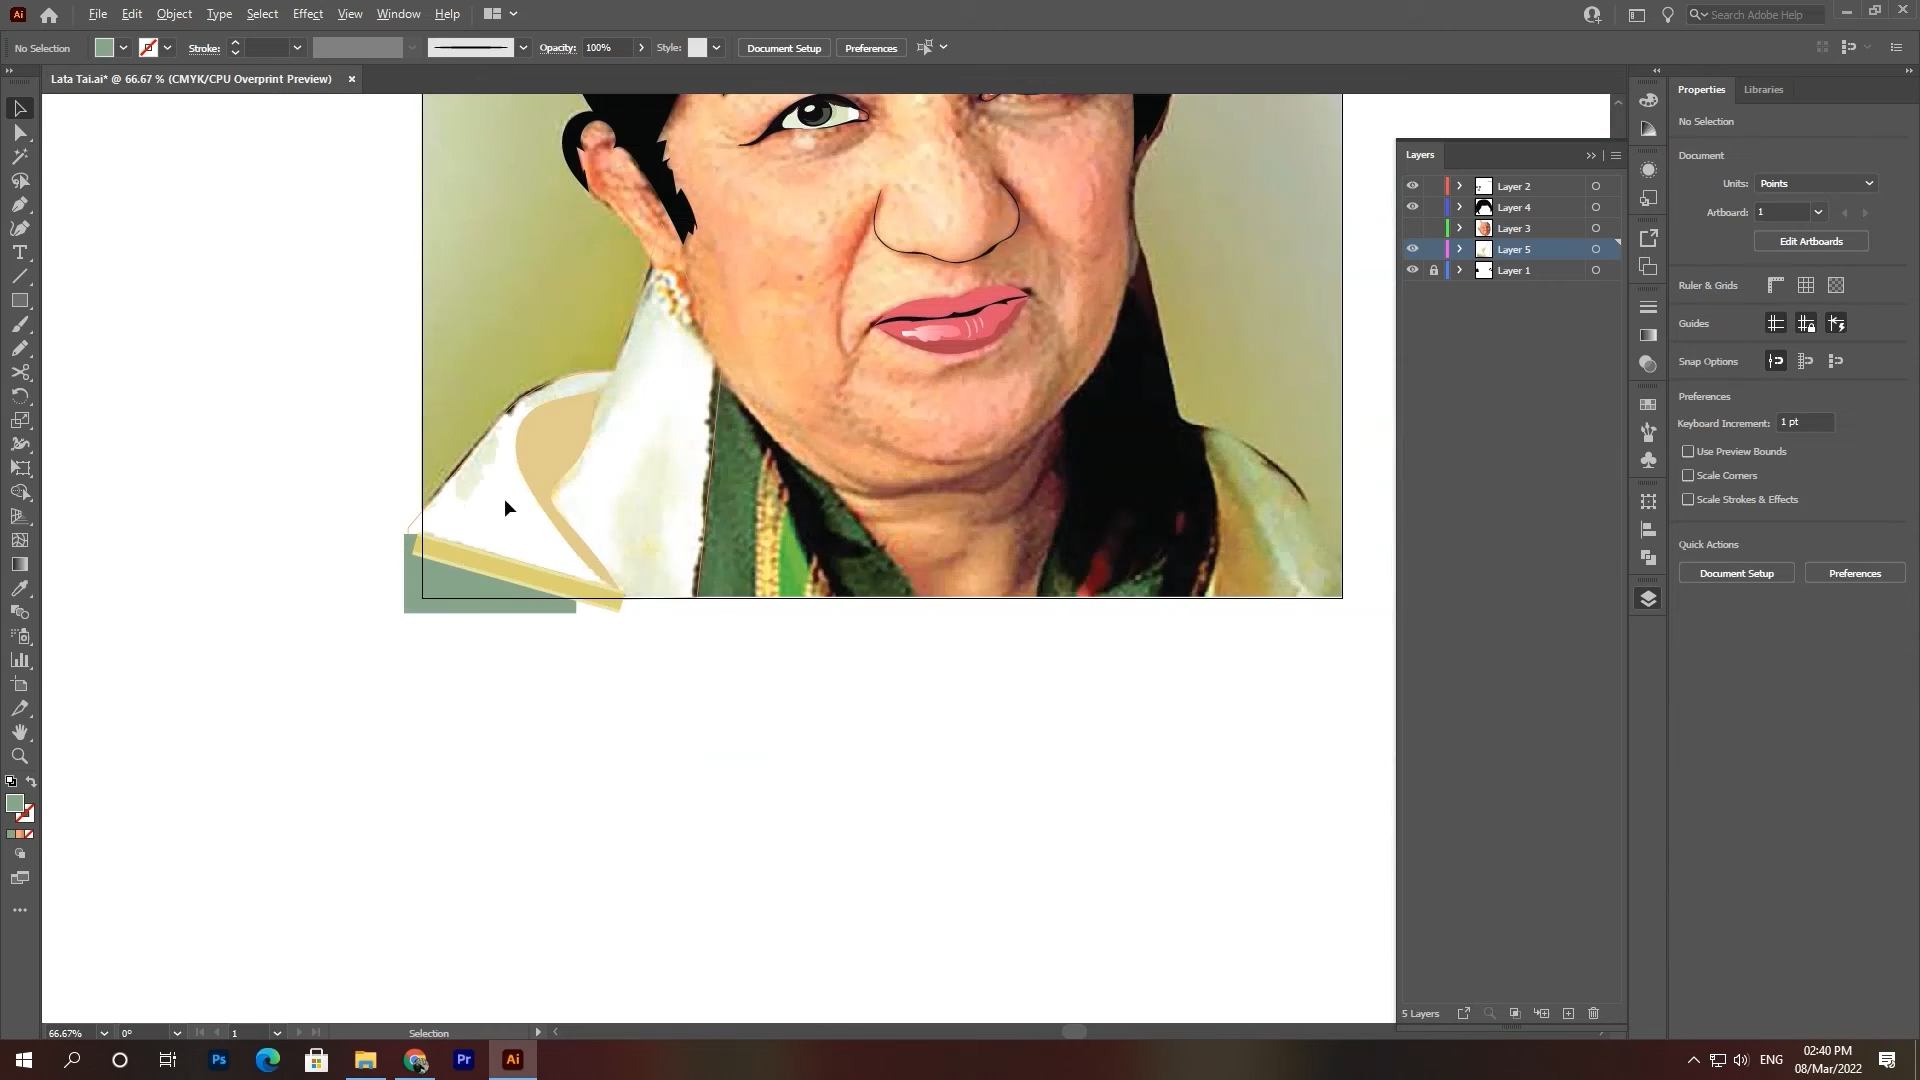 Ai File Edit Object Type Select Effect View Window Help Search Adobe Help
No Selection Stroke: Opacity: 100% Style: Document Setup Preferences
Lata Tai.ai* @ 66.67 % (CMYK/CPU Overprint Preview) ×
Properties Libraries
No Selection
Document
Units: Points
Artboard: 1
Edit Artboards
Ruler & Grids
Guides
Snap Options
Preferences
Keyboard Increment: 1 pt
Use Preview Bounds
Scale Corners
Scale Strokes & Effects
Quick Actions
Document Setup Preferences
Layers
Layer 2
Layer 4
Layer 3
Layer 5
Layer 1
5 Layers
66.67% 0° 1 Selection
Ps Pr Ai ENG 02:40 PM
08/Mar/2022